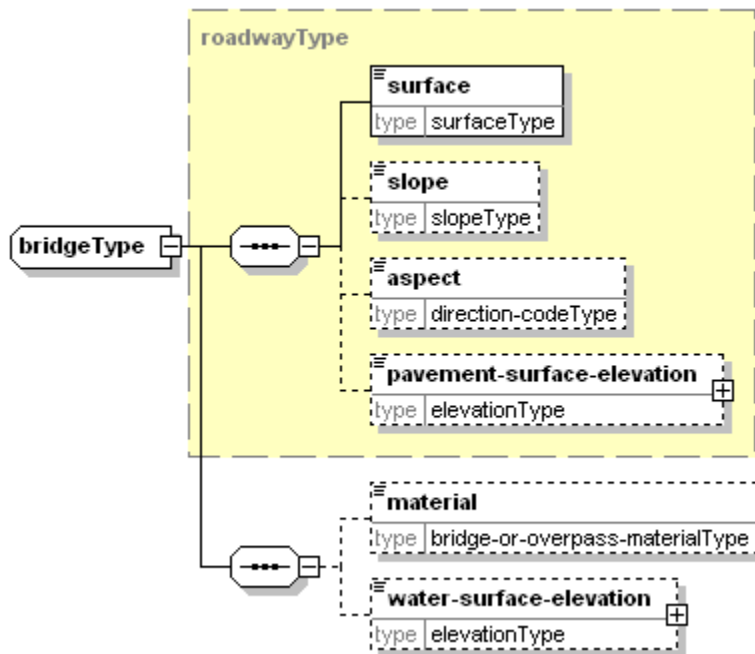 roadwayType
surface
type surfaceType
slope
type slopeType
bridgeType
aspect
type direction-codeType
pavement-surface-elevation
type elevationType
material
type bridge-or-overpass-materialType
water-surface-elevation
type elevationType